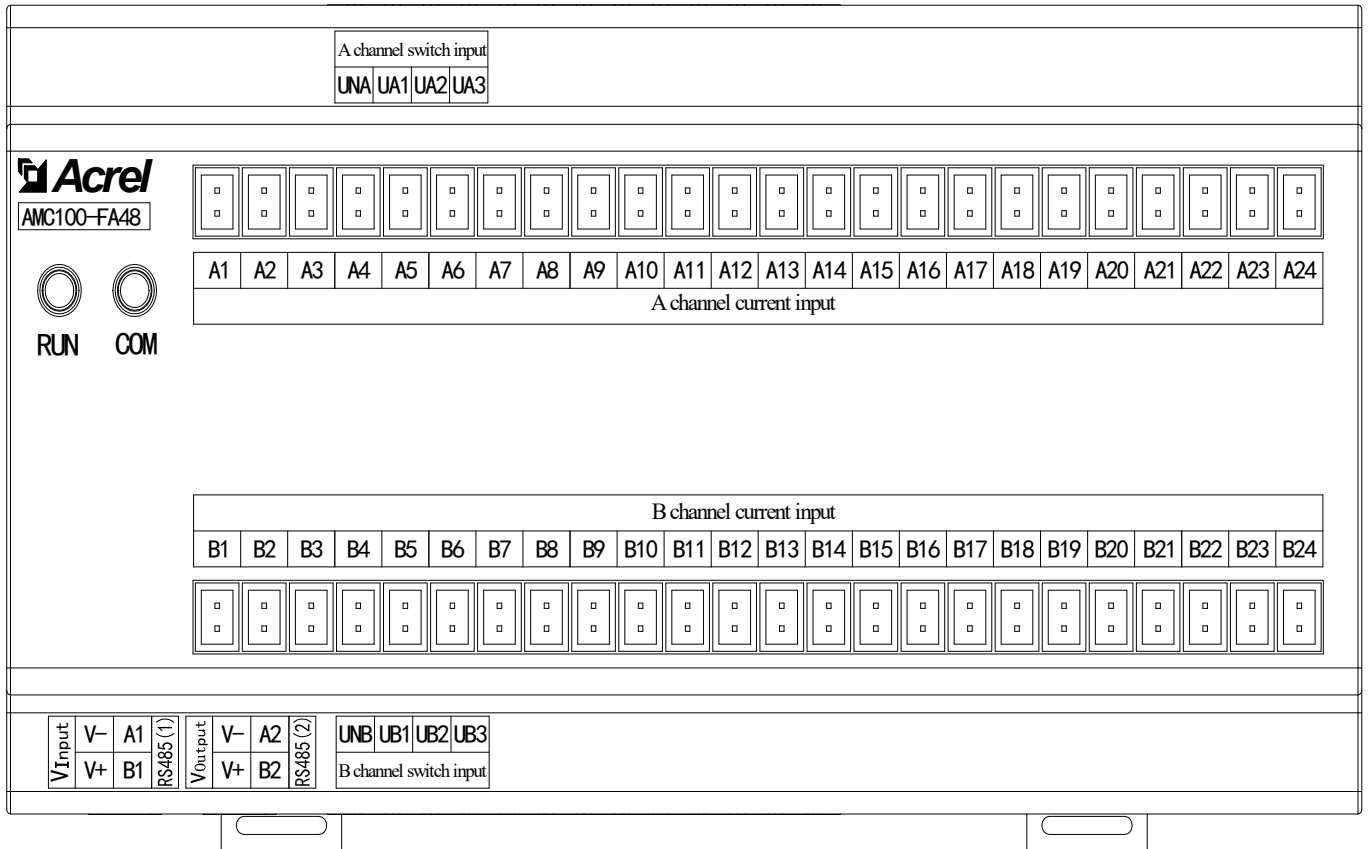 A channel switch input
UNA UA1 UA2 UA3
Acrel
AMC100-FA48
RUN COM
A1 A2 A3 A4 A5 A6 A7 A8 A9 A10 A11 A12 A13 A14 A15 A16 A17 A18 A19 A20 A21 A22 A23 A24
A channel current input
B channel current input
B1 B2 B3 B4 B5 B6 B7 B8 B9 B10 B11 B12 B13 B14 B15 B16 B17 B18 B19 B20 B21 B22 B23 B24
VInput
V- A1
V+ B1
RS485(1)
VOutput
V- A2
V+ B2
RS485(2)
UNB UB1 UB2 UB3
B channel switch input